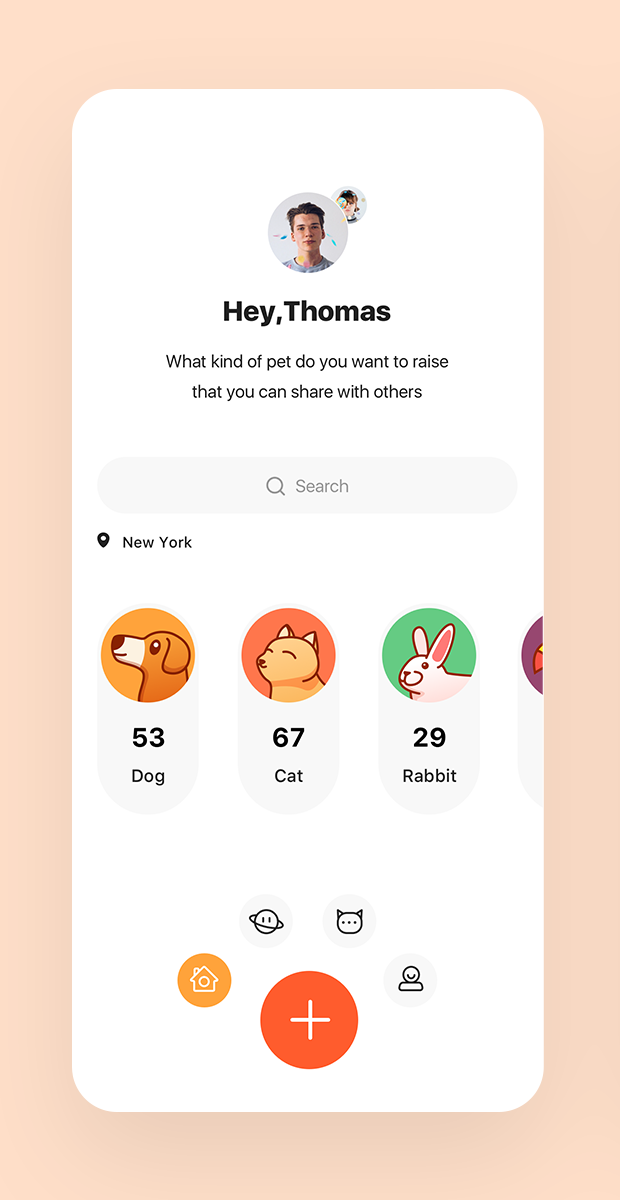 Hey,Thomas
What kind of pet do you want to raise
that you can share with others
Search
New York
53
Dog
67
Cat
29
Rabbit